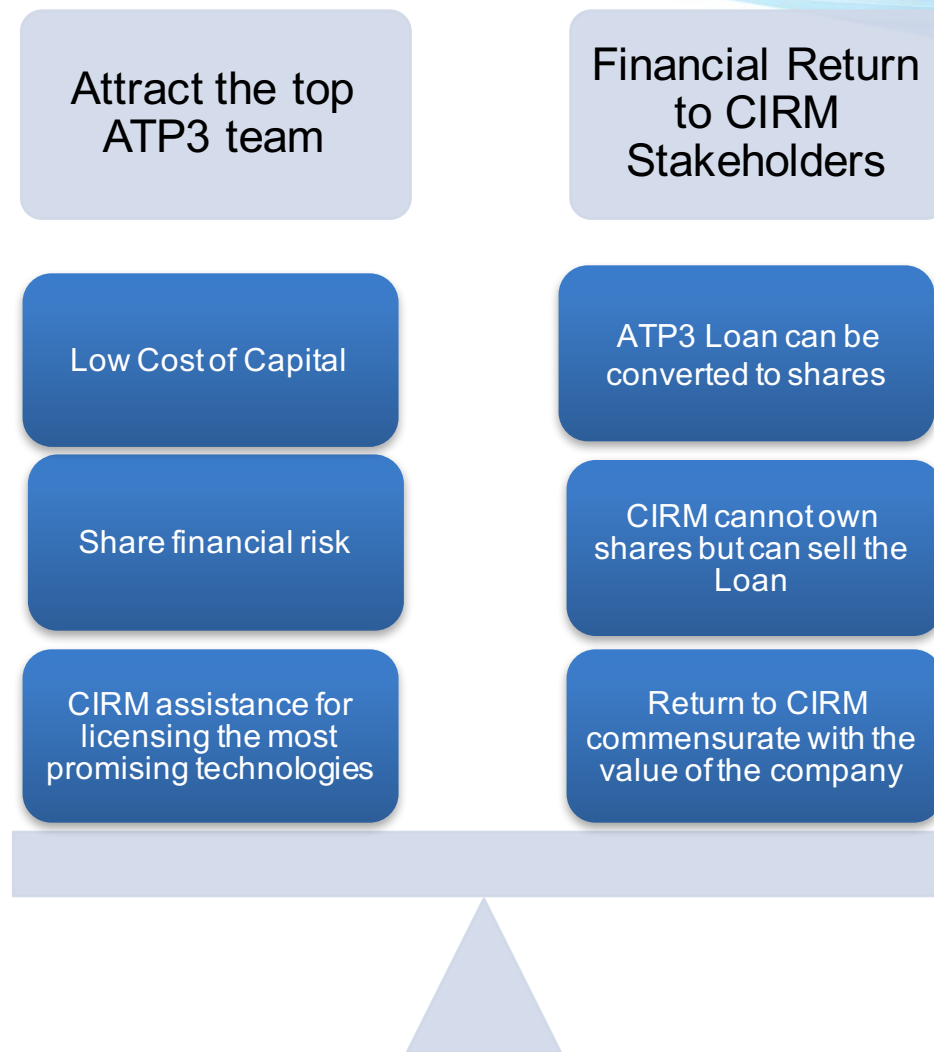 Attract the top
ATP3 team
Financial Return
to CIRM
Stakeholders
Low Cost of Capital
Share financial risk
CIRM assistance for
licensing the most
promising technologies
ATP3 Loan can be
converted to shares
CIRM cannot own
shares but can sell the
Loan
Return to CIRM
commensurate with the
value of the company